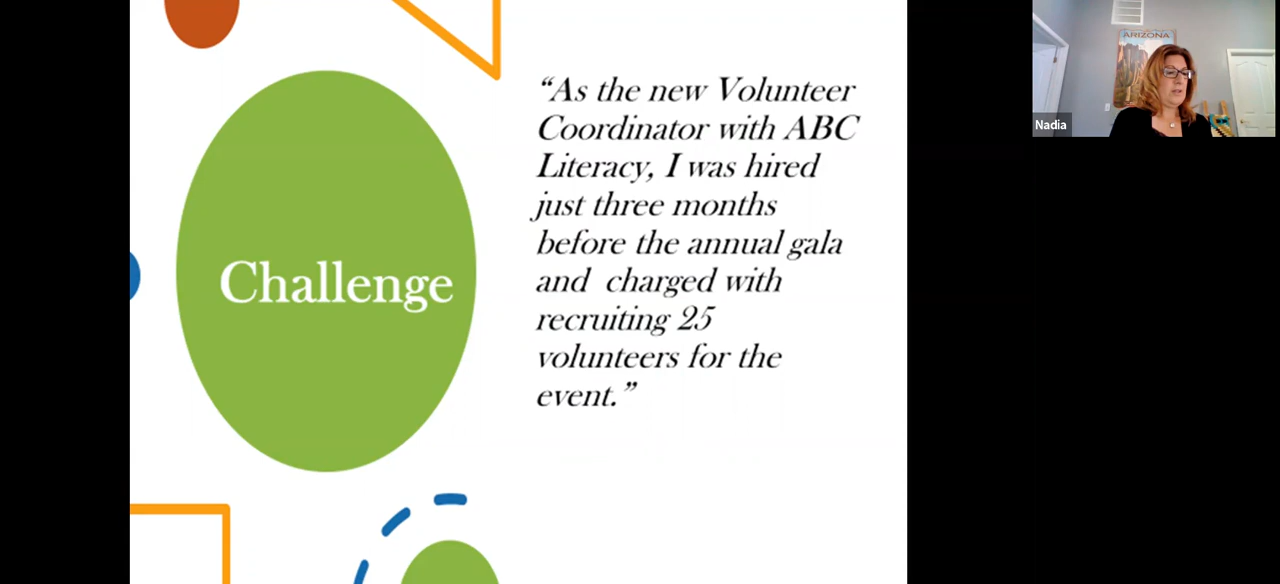 Challenge
“As the new Volunteer
Coordinator with ABC
Literacy, I was hired
just three months
before the annual gala
and  charged with
recruiting 25
volunteers for the
event.”
ARIZONA
Nadia